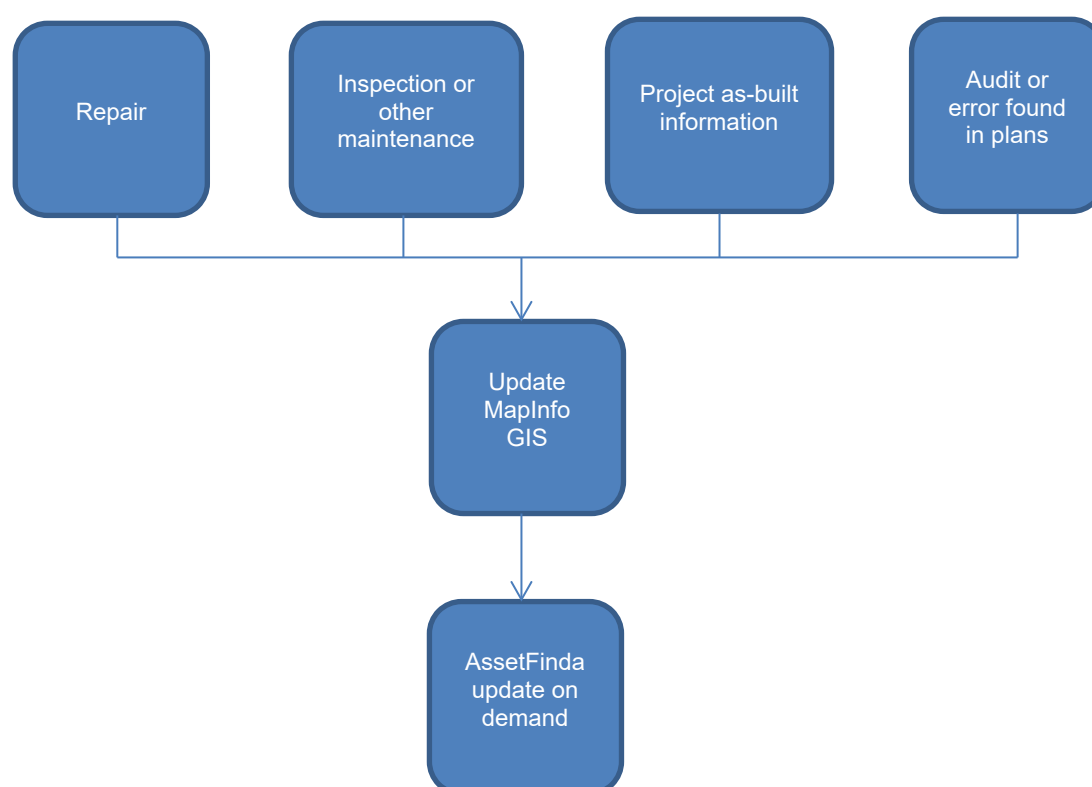 Repair
Inspection or
other
maintenance
Project as-built
information
Audit or
error found
in plans
Update
MapInfo
GIS
AssetFinda
update on
demand